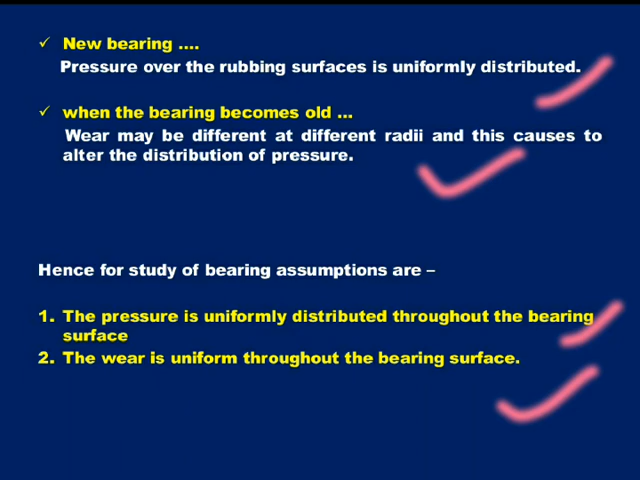 ✓ New bearing ....
Pressure over the rubbing surfaces is uniformly distributed.
✓ when the bearing becomes old ...
Wear may be different at different radii and this causes to
alter the distribution of pressure.
Hence for study of bearing assumptions are –
1. The pressure is uniformly distributed throughout the bearing
surface
2. The wear is uniform throughout the bearing surface.